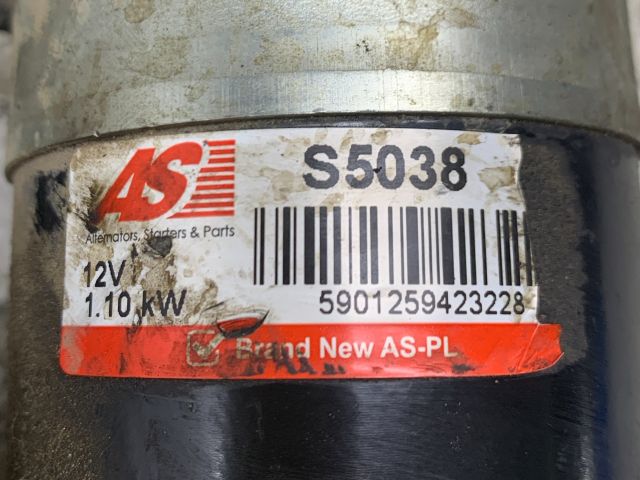 AS
S5038
Alternators, Starters & Parts
12V
1.10 kW
5901259423228
Brand New AS-PL